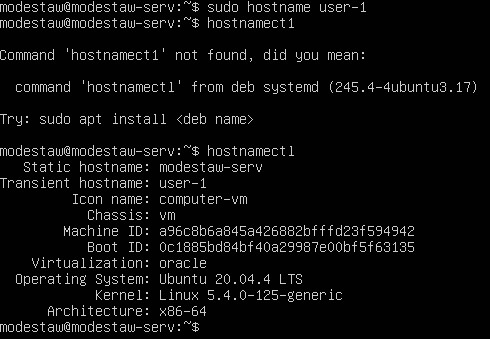 modestaw@modestaw-serv:~$ sudo hostname user-1
modestaw@modestaw-serv:~$ hostnamect1

Command 'hostnamect1' not found, did you mean:

  command 'hostnamectl' from deb systemd (245.4-4ubuntu3.17)

Try: sudo apt install <deb name>

modestaw@modestaw-serv:~$ hostnamectl
   Static hostname: modestaw-serv
Transient hostname: user-1
         Icon name: computer-vm
           Chassis: vm
        Machine ID: a96c8b6a845a426882bfffd23f594942
           Boot ID: 0c1885bd84bf40a29987e00bf5f63135
    Virtualization: oracle
  Operating System: Ubuntu 20.04.4 LTS
            Kernel: Linux 5.4.0-125-generic
      Architecture: x86-64
modestaw@modestaw-serv:~$